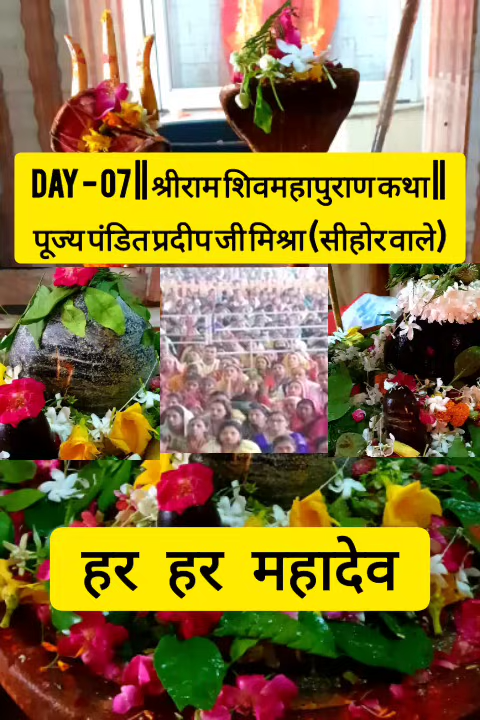 DAY - 07 || श्रीराम शिवमहापुराण कथा ||
पूज्य पंडित प्रदीप जी मिश्रा (सीहोर वाले)
हर हर महादेव